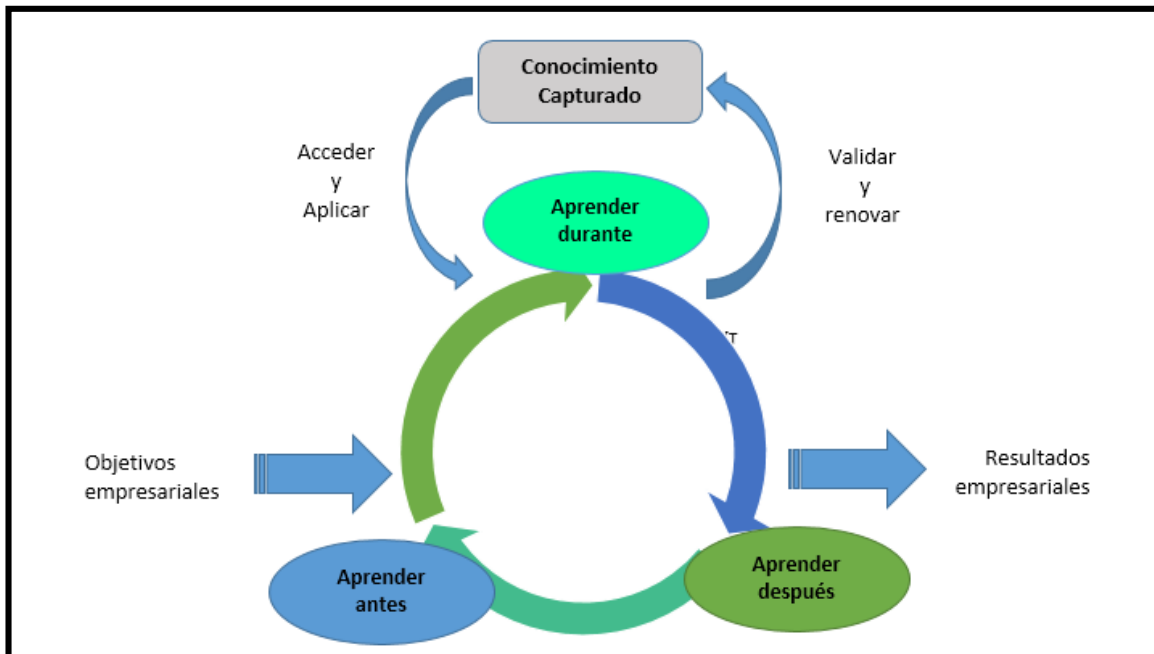 Conocimiento
Capturado
Acceder
y
Aplicar
Validar
y
renovar
Aprender
durante
Objetivos
empresariales
Resultados
empresariales
Aprender
antes
Aprender
después